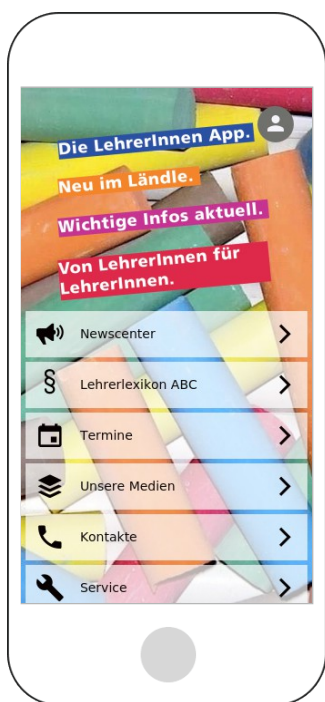 Die LehrerInnen App.
Neu im Ländle.
Wichtige Infos aktuell.
Von LehrerInnen für
LehrerInnen.
Newscenter
§ Lehrerlexikon ABC
Termine
Unsere Medien
Kontakte
Service